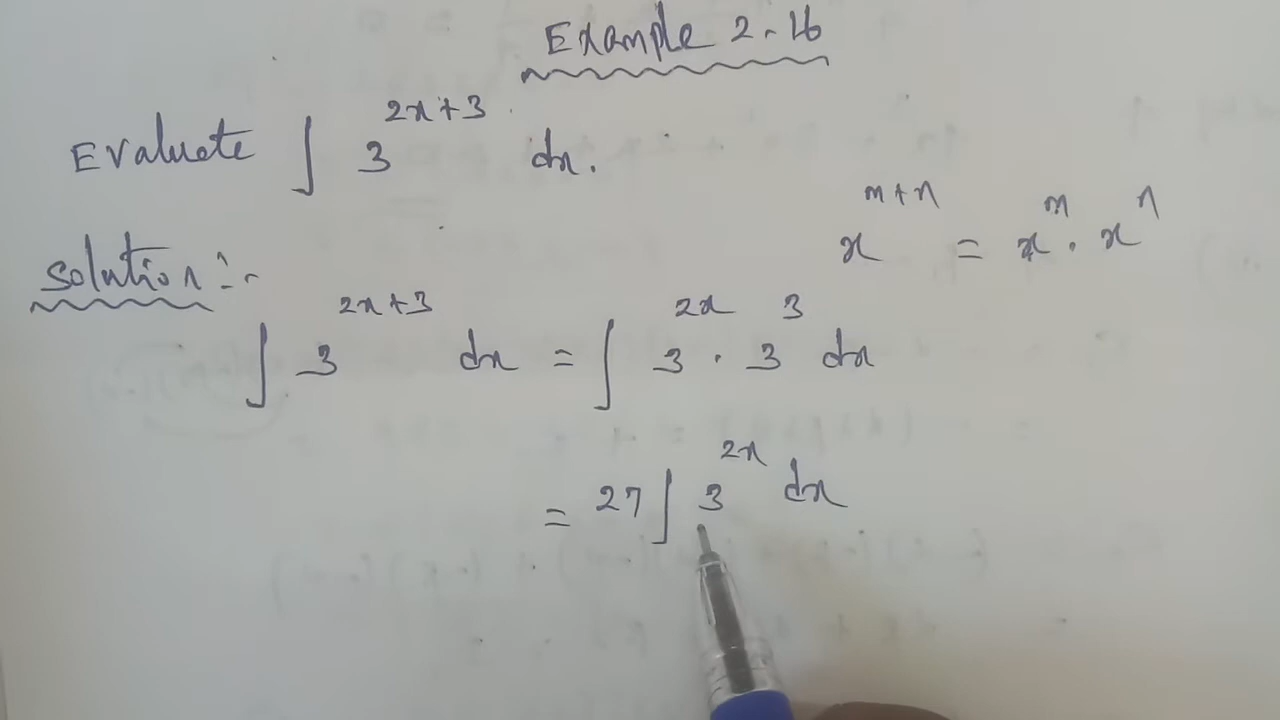 Example 2.16
Evaluate ∫ 3^{2x+3} dx.
x^{m+n} = x^m . x^n
Solution :-
∫ 3^{2x+3} dx = ∫ 3^{2x} . 3^3 dx
= 27 ∫ 3^{2x} dx